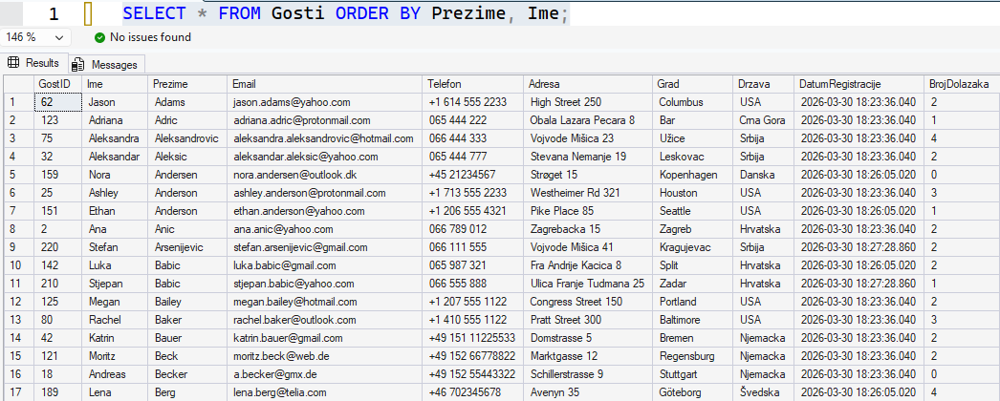 1 SELECT * FROM Gosti ORDER BY Prezime, Ime;
146 % No issues found
Results Messages
GostID Ime Prezime Email Telefon Adresa Grad Drzava DatumRegistracije BrojDolazaka
1 62 Jason Adams jason.adams@yahoo.com +1 614 555 2233 High Street 250 Columbus USA 2026-03-30 18:23:36.040 2
2 123 Adriana Adric adriana.adric@protonmail.com 065 444 222 Obala Lazara Pecara 8 Bar Crna Gora 2026-03-30 18:23:36.040 1
3 75 Aleksandra Aleksandrovic aleksandra.aleksandrovic@hotmail.com 066 444 333 Vojvode Mišica 23 Užice Srbija 2026-03-30 18:23:36.040 4
4 32 Aleksandar Aleksic aleksandar.aleksic@yahoo.com 065 444 777 Stevana Nemanje 19 Leskovac Srbija 2026-03-30 18:23:36.040 2
5 159 Nora Andersen nora.andersen@outlook.dk +45 21234567 Strøget 15 Kopenhagen Danska 2026-03-30 18:26:05.020 0
6 25 Ashley Anderson ashley.anderson@protonmail.com +1 713 555 2233 Westheimer Rd 321 Houston USA 2026-03-30 18:23:36.040 3
7 151 Ethan Anderson ethan.anderson@yahoo.com +1 206 555 4321 Pike Place 85 Seattle USA 2026-03-30 18:26:05.020 1
8 2 Ana Anic ana.anic@yahoo.com 066 789 012 Zagrebacka 15 Zagreb Hrvatska 2026-03-30 18:23:36.040 2
9 220 Stefan Arsenijevic stefan.arsenijevic@gmail.com 066 111 555 Vojvode Mišica 41 Kragujevac Srbija 2026-03-30 18:27:28.860 2
10 142 Luka Babic luka.babic@gmail.com 065 987 321 Fra Andrije Kacica 8 Split Hrvatska 2026-03-30 18:26:05.020 2
11 210 Stjepan Babic stjepan.babic@yahoo.com 066 555 888 Ulica Franje Tudmana 25 Zadar Hrvatska 2026-03-30 18:27:28.860 1
12 125 Megan Bailey megan.bailey@hotmail.com +1 207 555 1122 Congress Street 150 Portland USA 2026-03-30 18:23:36.040 2
13 80 Rachel Baker rachel.baker@outlook.com +1 410 555 1122 Pratt Street 300 Baltimore USA 2026-03-30 18:23:36.040 3
14 42 Katrin Bauer katrin.bauer@gmail.com +49 151 11225533 Domstrasse 5 Bremen Njemacka 2026-03-30 18:23:36.040 2
15 121 Moritz Beck moritz.beck@web.de +49 152 66778822 Marktgasse 12 Regensburg Njemacka 2026-03-30 18:23:36.040 2
16 18 Andreas Becker a.becker@gmx.de +49 152 55443322 Schillerstrasse 9 Stuttgart Njemacka 2026-03-30 18:23:36.040 0
17 189 Lena Berg lena.berg@telia.com +46 702345678 Avenyn 35 Göteborg Švedska 2026-03-30 18:26:05.020 4